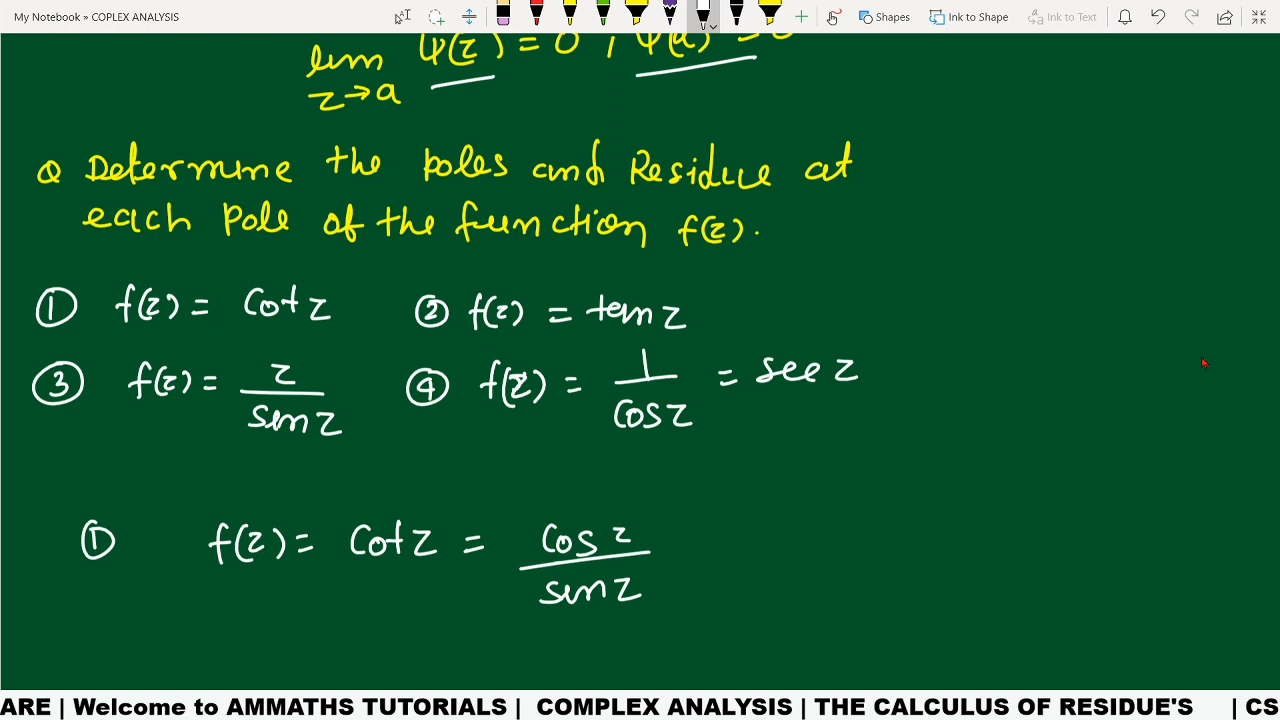 My Notebook » COPLEX ANALYSIS
Shapes Ink to Shape Ink to Text
lim ψ(z) = 0 ,
z→a
Q Determine the Poles and Residue at
each Pole of the function f(z).
① f(z) = Cot z ② f(z) = tan z
③ f(z) = z / sin z ④ f(z) = 1 / cos z = sec z
① f(z) = Cot z = Cos z / sin z
ARE | Welcome to AMMATHS TUTORIALS | COMPLEX ANALYSIS | THE CALCULUS OF RESIDUE'S | CS